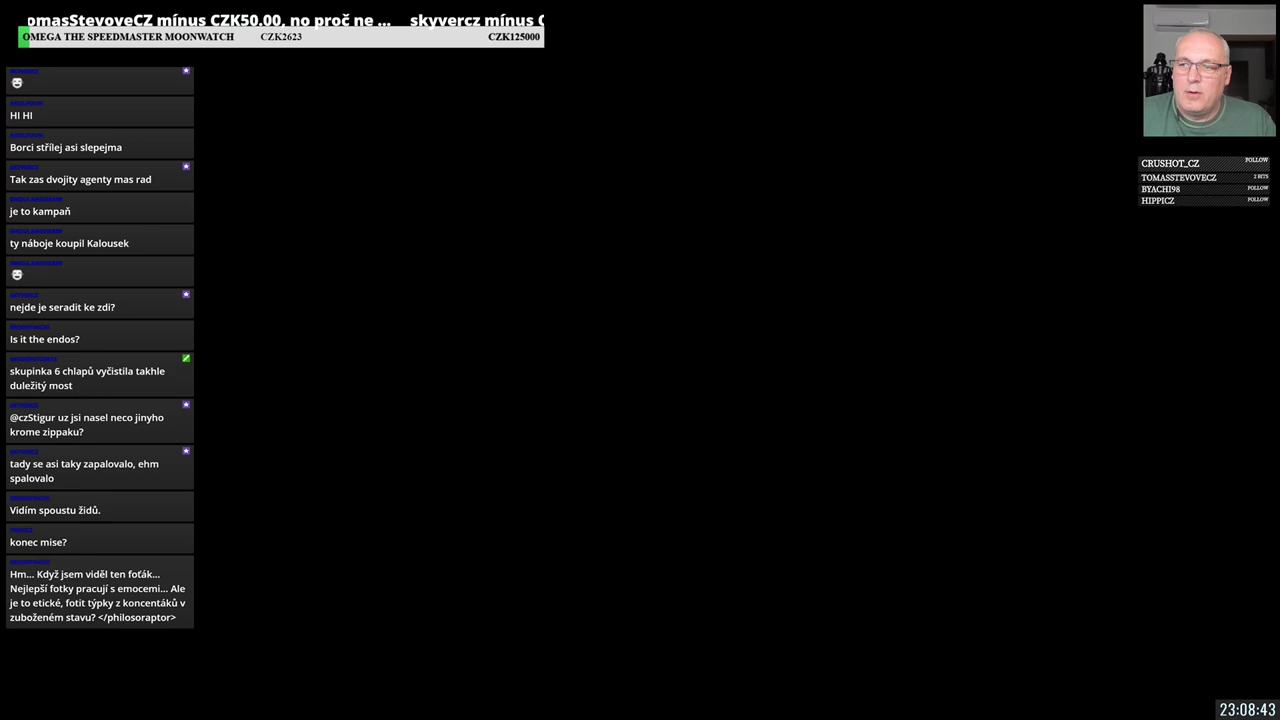 omasStevoveCZ mínus CZK50.00, no proč ne ... skyvercz mínus
OMEGA THE SPEEDMASTER MOONWATCH CZK2623 CZK125000
HI HI
Borci střílej asi slepejma
Tak zas dvojity agenty mas rad
je to kampaň
ty náboje koupil Kalousek
nejde je seradit ke zdi?
Is it the endos?
skupinka 6 chlapů vyčistila takhle
duležitý most
@czStigur uz jsi nasel neco jinyho
krome zippaku?
tady se asi taky zapalovalo, ehm
spalovalo
Vidím spoustu židů.
konec mise?
Hm... Když jsem viděl ten foťák...
Nejlepší fotky pracují s emocemi... Ale
je to etické, fotit týpky z koncentáků v
zuboženém stavu? </philosoraptor>
CRUSHOT_CZ FOLLOW
TOMASSTEVOVECZ 2 BITS
BYACHI98 FOLLOW
HIPPICZ FOLLOW
23:08:43